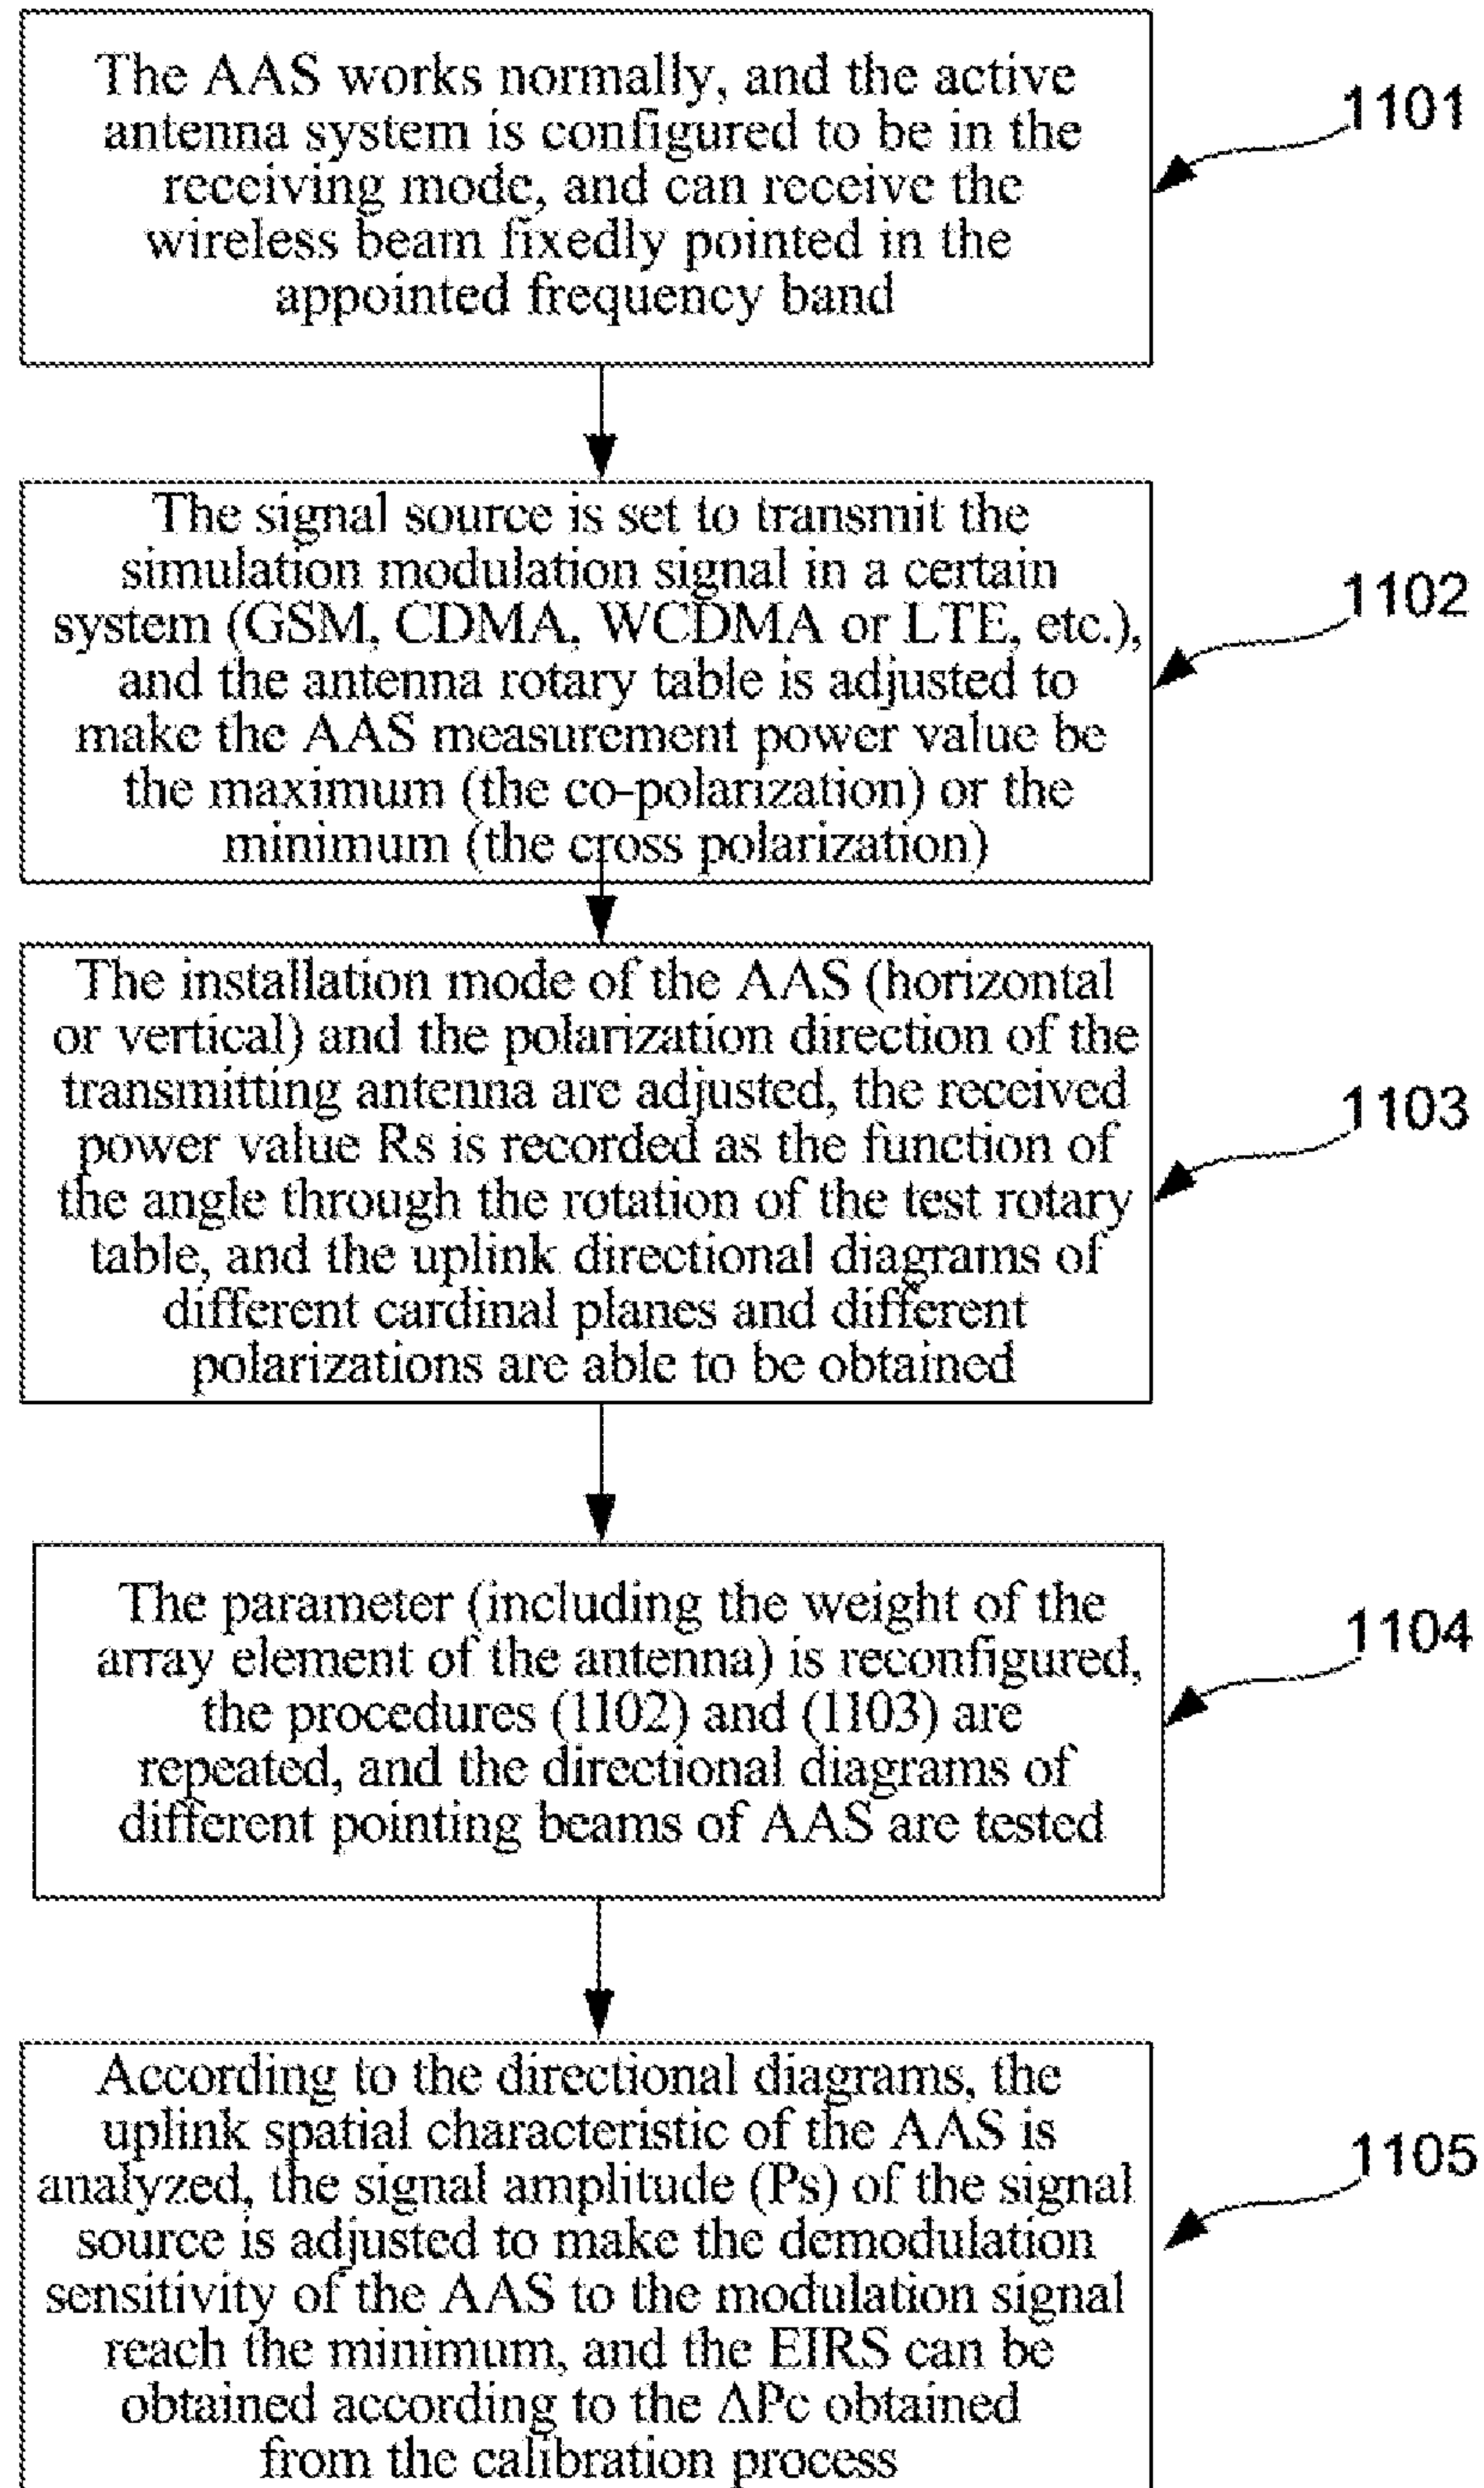 The AAS works normally, and the active
antenna system is configured to be in the
receiving mode, and can receive the
wireless beam fixedly pointed in the
appointed frequency band
1101
The signal source is set to transmit the
simulation modulation signal in a certain
system (GSM, CDMA, WCDMA or LTE, etc.),
and the antenna rotary table is adjusted to
make the AAS measurement power value be
the maximum (the co-polarization) or the
minimum (the cross polarization)
1102
The installation mode of the AAS (horizontal
or vertical) and the polarization direction of the
transmitting antenna are adjusted, the received
power value Rs is recorded as the function of
the angle through the rotation of the test rotary
table, and the uplink directional diagrams of
different cardinal planes and different
polarizations are able to be obtained
1103
The parameter (including the weight of the
array element of the antenna) is reconfigured,
the procedures (1102) and (1103) are
repeated, and the directional diagrams of
different pointing beams of AAS are tested
1104
According to the directional diagrams, the
uplink spatial characteristic of the AAS is
analyzed, the signal amplitude (Ps) of the signal
source is adjusted to make the demodulation
sensitivity of the AAS to the modulation signal
reach the minimum, and the EIRS can be
obtained according to the ΔPc obtained
from the calibration process
1105